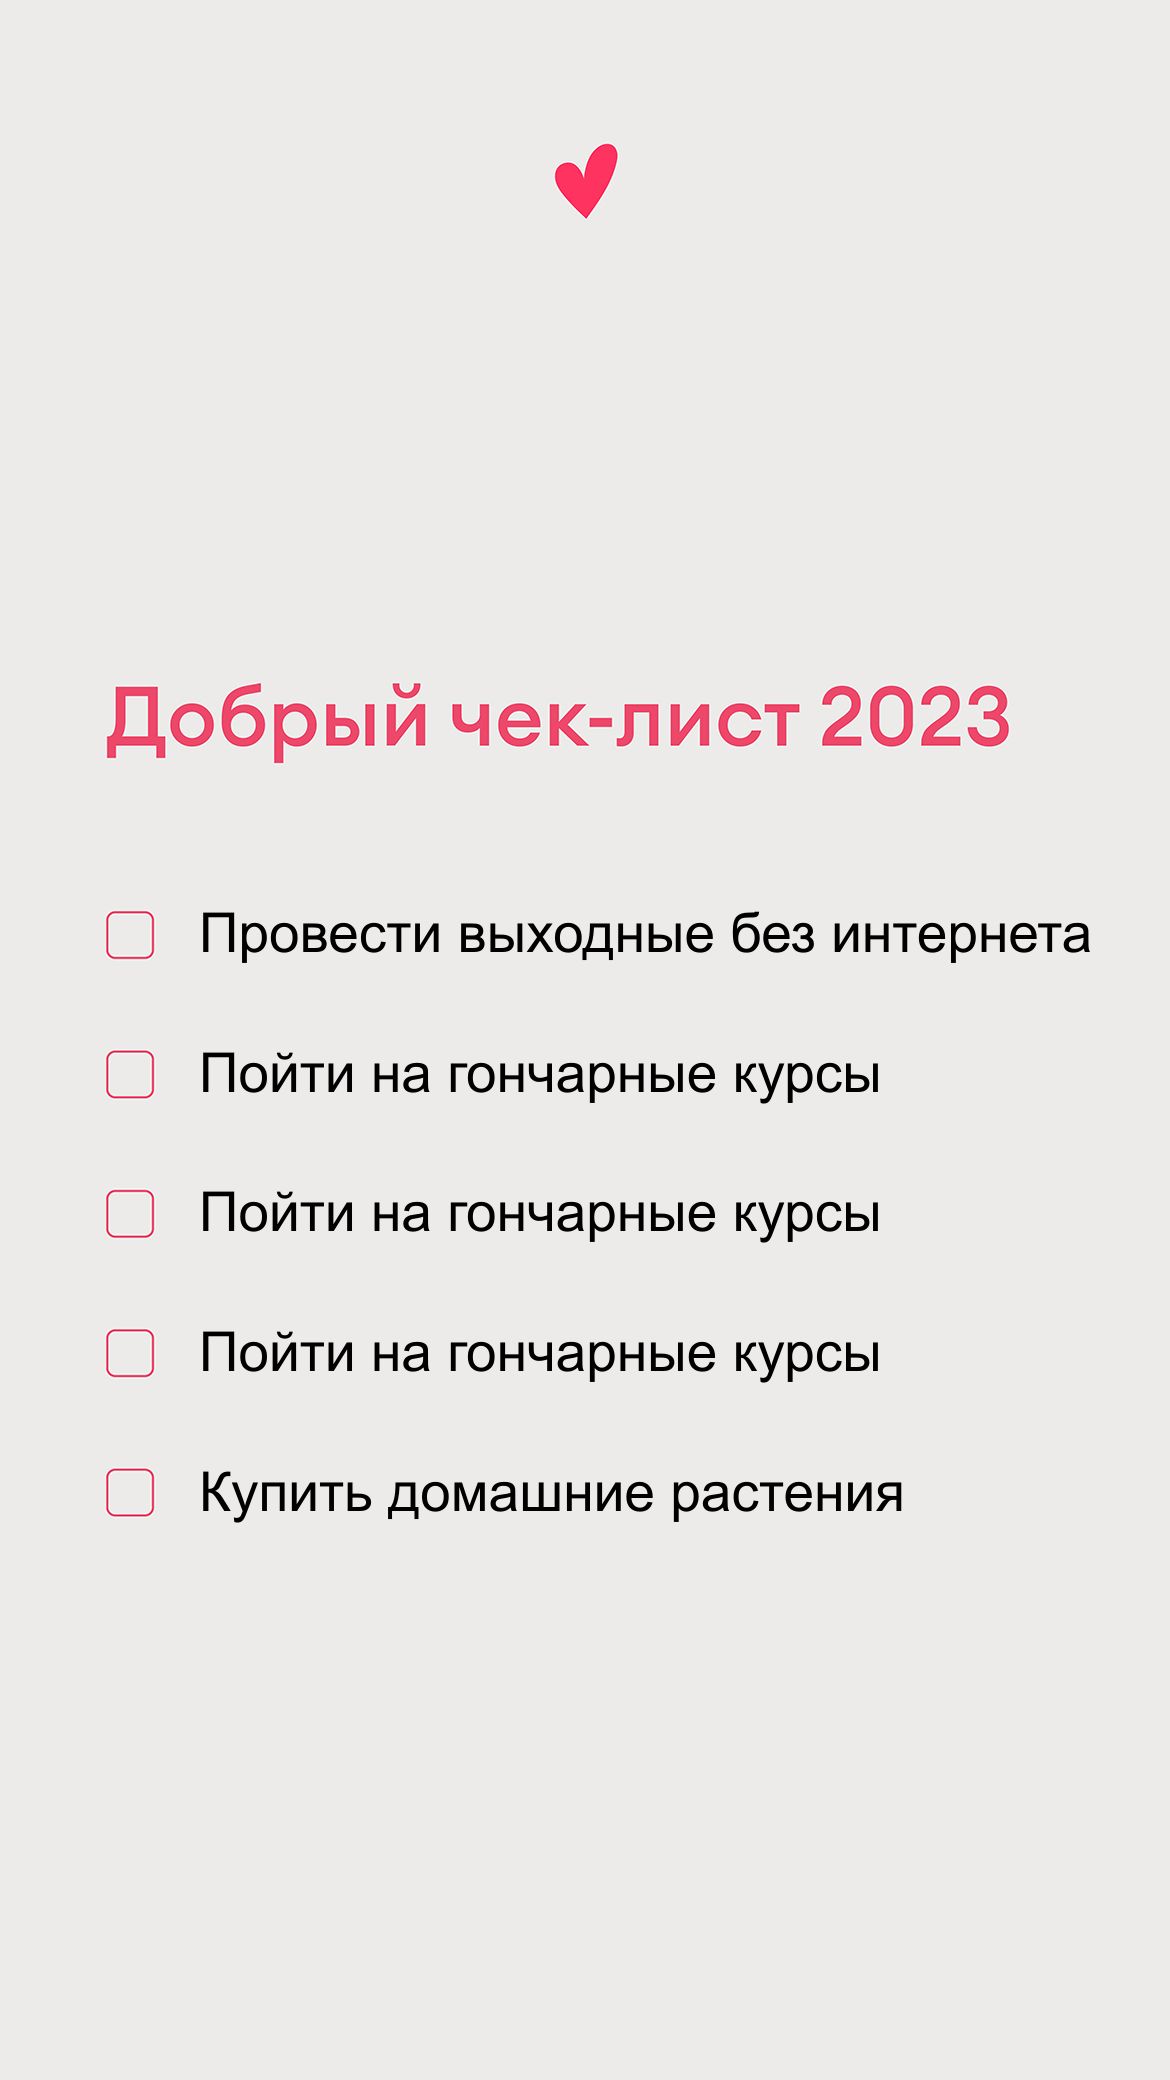 Добрый чек-лист 2023
Провести выходные без интернета
Пойти на гончарные курсы
Пойти на гончарные курсы
Пойти на гончарные курсы
Купить домашние растения